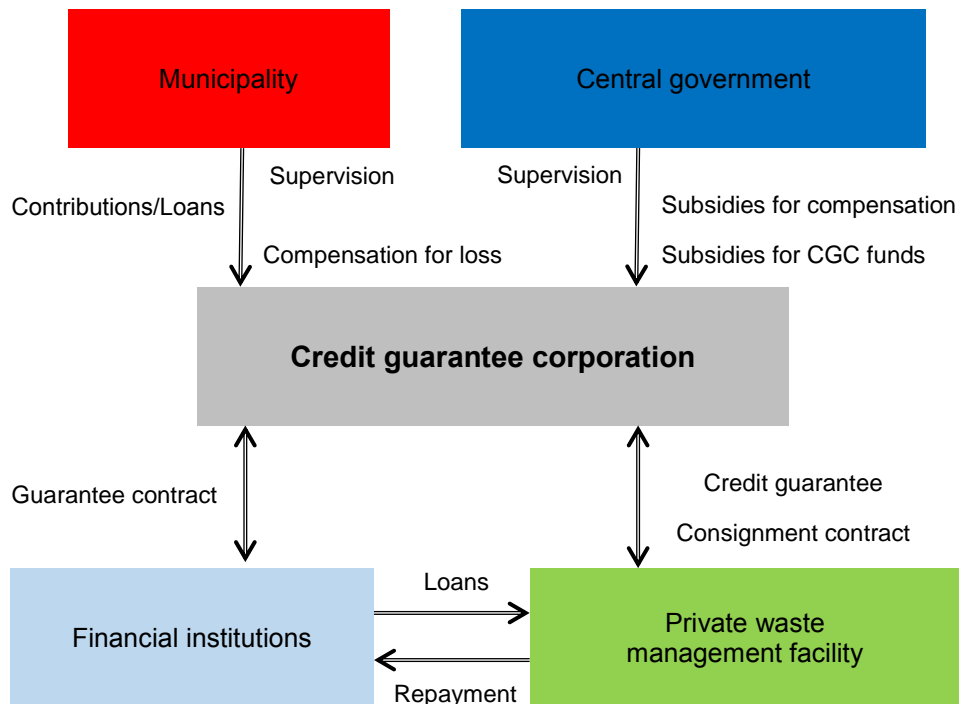 Municipality
Central government
Supervision
Supervision
Contributions/Loans
Subsidies for compensation
Compensation for loss
Subsidies for CGC funds
Credit guarantee corporation
Guarantee contract
Credit guarantee
Consignment contract
Loans
Financial institutions
Private waste
management facility
Repayment